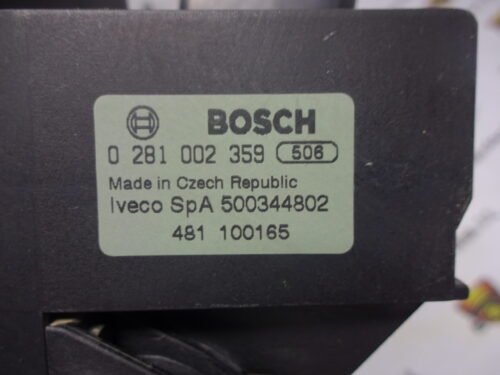 BOSCH
0 281 002 359 506
Made in Czech Republic
Iveco SpA 500344802
481 100165